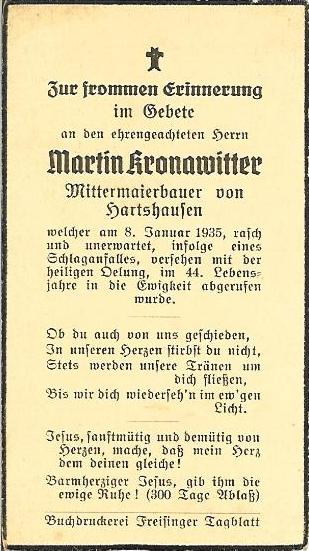 Zur frommen Erinnerung
im Gebete
an den ehrengeachteten Herrn
Martin Kronawitter
Mittermaierbauer von
Hartshausen
welcher am 8. Januar 1935, rasch
und unerwartet, infolge eines
Schlaganfalles, versehen mit der
heiligen Oelung, im 44. Lebens-
jahre in die Ewigkeit abgerufen
wurde.
Ob du auch von uns geschieden,
In unseren Herzen stirbst du nicht,
Stets werden unsere Tränen um
dich fließen,
Bis wir dich wiederseh'n im ew'gen
Licht.
Jesus, sanftmütig und demütig von
Herzen, mache, daß mein Herz
dem deinen gleiche!
Barmherziger Jesus, gib ihm die
ewige Ruhe! (300 Tage Ablaß)
Buchdruckerei Freisinger Tagblatt